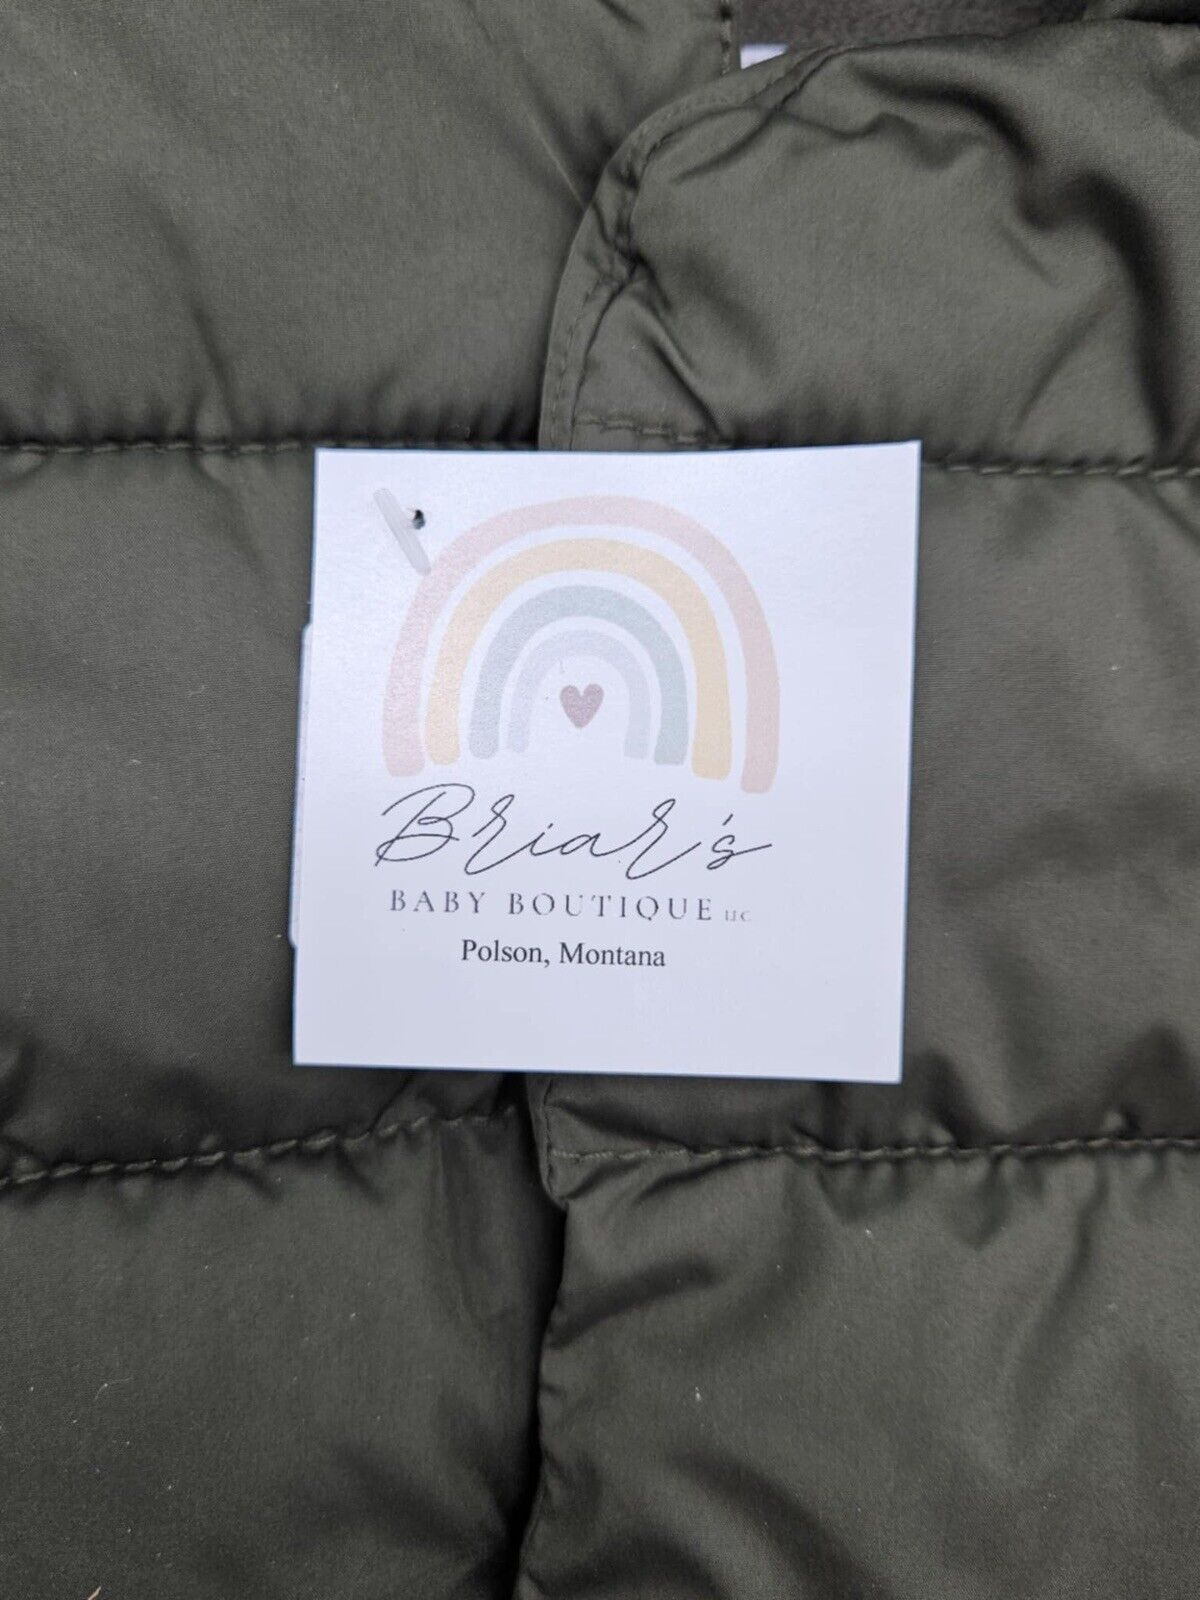 Briar's
BABY BOUTIQUE LLC
Polson, Montana